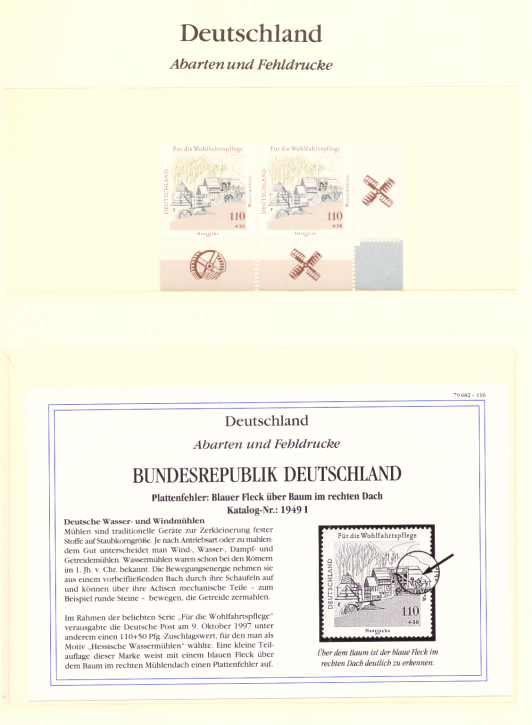 Deutschland
Abarten und Fehldrucke
Für die Wohlfahrtspflege
DEUTSCHLAND
110
+50
Hessische
Wassermühlen
Für die Wohlfahrtspflege
DEUTSCHLAND
110
+50
Hessische
Wassermühlen
79 682 – 116
Deutschland
Abarten und Fehldrucke
BUNDESREPUBLIK DEUTSCHLAND
Plattenfehler: Blauer Fleck über Baum im rechten Dach
Katalog-Nr.: 1949 I
Deutsche Wasser- und Windmühlen
Mühlen sind traditionelle Geräte zur Zerkleinerung fester
Stoffe auf Staubkorngröße. Je nach Antriebsart oder zu mahlen-
dem Gut unterscheidet man Wind-, Wasser-, Dampf- und
Getreidemühlen. Wassermühlen waren schon bei den Römern
im 1. Jh. v. Chr. bekannt. Die Bewegungsenergie nehmen sie
aus einem vorbeifließenden Bach durch ihre Schaufeln auf
und können über ihre Achsen mechanische Teile – zum
Beispiel runde Steine – bewegen, die Getreide zermahlen.
Im Rahmen der beliebten Serie „Für die Wohlfahrtspflege“
verausgabte die Deutsche Post am 9. Oktober 1997 unter
anderem einen 110+50 Pfg.-Zuschlagswert, für den man als
Motiv „Hessische Wassermühlen“ wählte. Eine kleine Teil-
auflage dieser Marke weist mit einem blauen Fleck über
dem Baum im rechten Mühlendach einen Plattenfehler auf.
Für die Wohlfahrtspflege
DEUTSCHLAND
110
+50
Hessische
Über dem Baum ist der blaue Fleck im
rechten Dach deutlich zu erkennen.